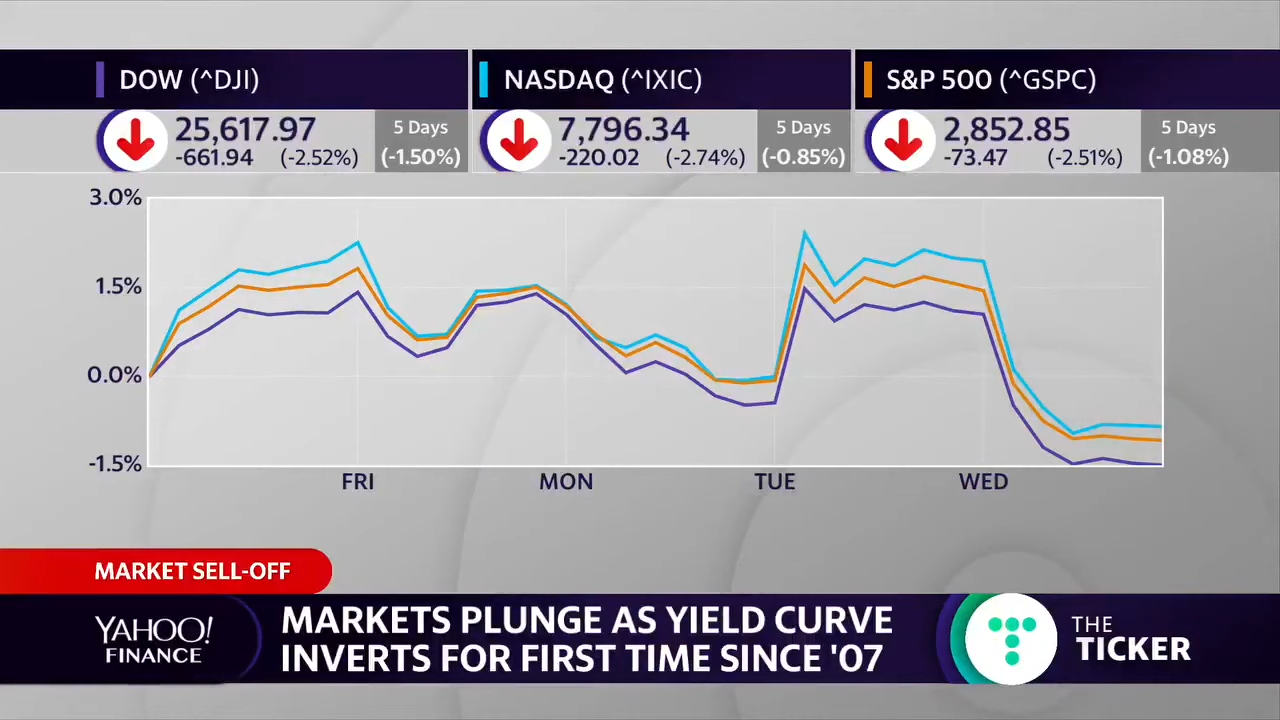 DOW (^DJI)
25,617.97
-661.94 (-2.52%)
5 Days
(-1.50%)
NASDAQ (^IXIC)
7,796.34
-220.02 (-2.74%)
5 Days
(-0.85%)
S&P 500 (^GSPC)
2,852.85
-73.47 (-2.51%)
5 Days
(-1.08%)
3.0%
1.5%
0.0%
-1.5%
FRI MON TUE WED
MARKET SELL-OFF
YAHOO!
FINANCE
MARKETS PLUNGE AS YIELD CURVE
INVERTS FOR FIRST TIME SINCE '07
THE
TICKER